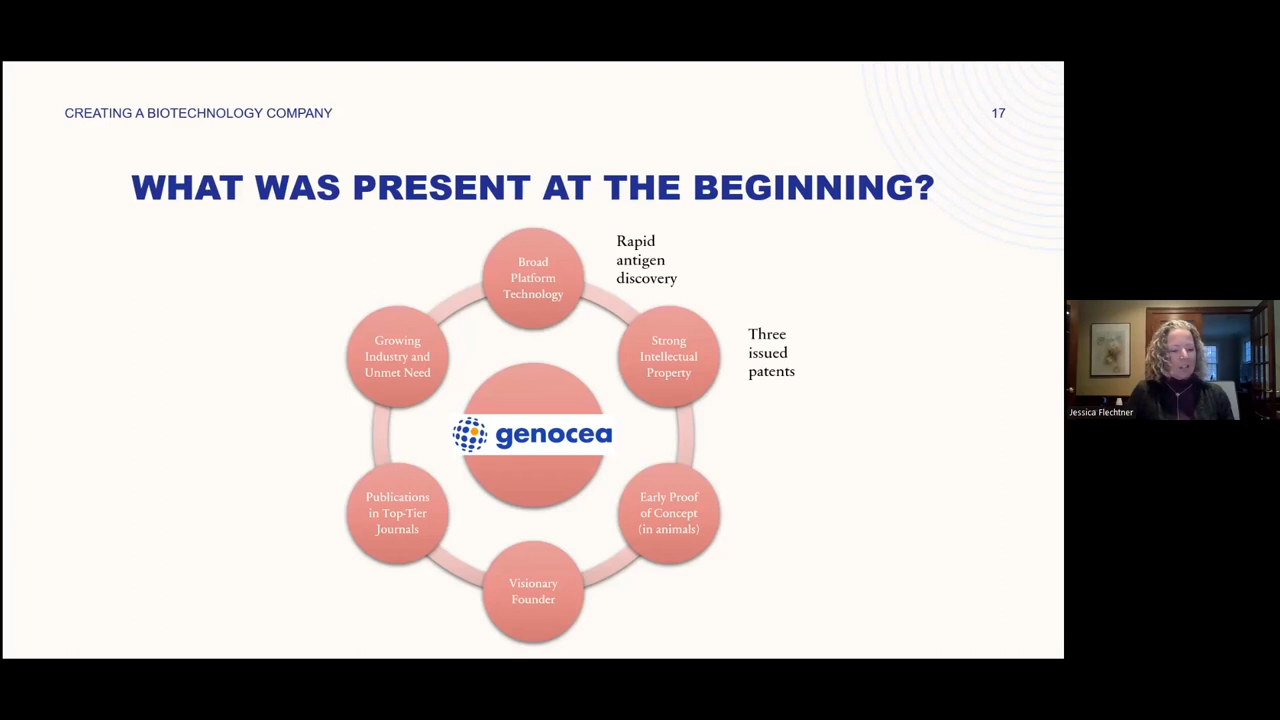 CREATING A BIOTECHNOLOGY COMPANY
17
WHAT WAS PRESENT AT THE BEGINNING?
Broad
Platform
Technology
Rapid
antigen
discovery
Strong
Intellectual
Property
Three
issued
patents
Early Proof
of Concept
(in animals)
Visionary
Founder
Publications
in Top-Tier
Journals
Growing
Industry and
Unmet Need
genocea
Jessica Flechtner